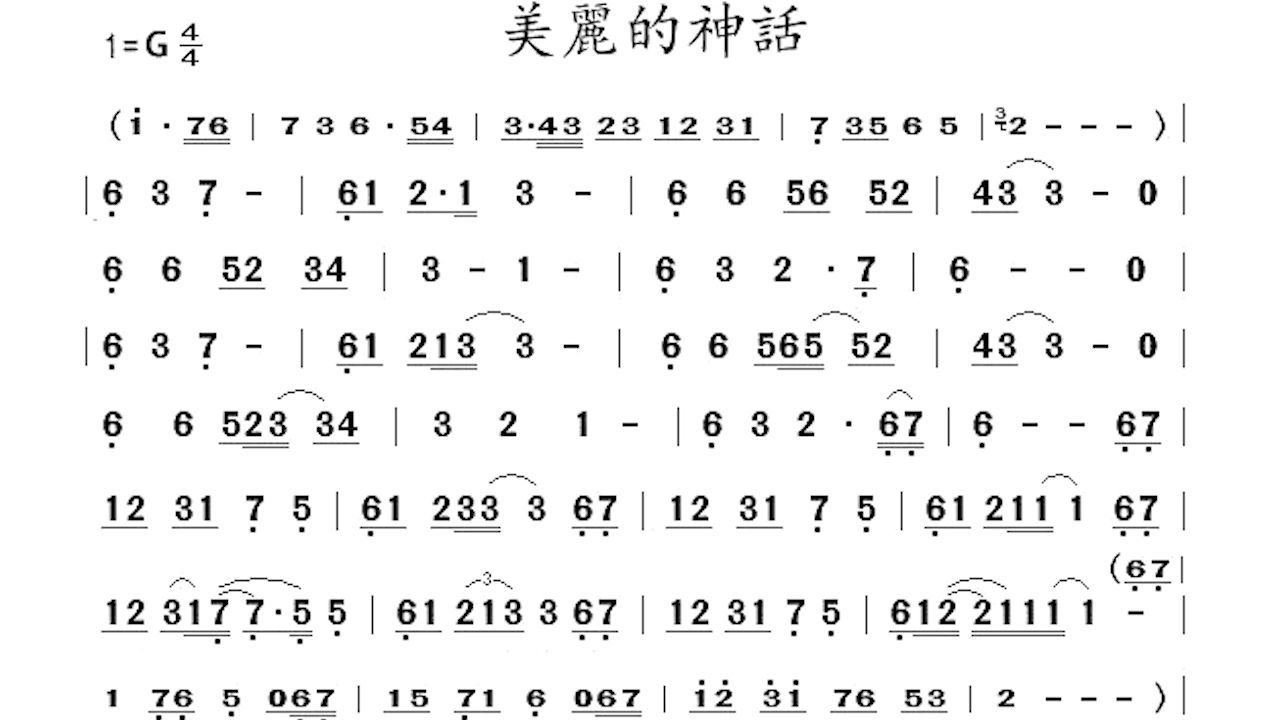 美麗的神話
1=G 4/4
(i · 76 | 7 3 6 · 54 | 3·43 23 12 31 | 7 35 6 5 | 3 2 - - - ) |
| 6 3 7 - | 61 2·1 3 - | 6 6 56 52 | 43 3 - 0 |
6 6 52 34 | 3 - 1 - | 6 3 2 · 7 | 6 - - 0 |
| 6 3 7 - | 61 213 3 - | 6 6 565 52 | 43 3 - 0 |
6 6 523 34 | 3 2 1 - | 6 3 2 · 67 | 6 - - 67 |
12 31 7 5 | 61 233 3 67 | 12 31 7 5 | 61 211 1 67 |
(67 |
12 317 7·5 5 | 61 213 3 67 | 12 31 7 5 | 612 2111 1 - |
3
1 76 5 067 | 15 71 6 067 | i2 3i 76 53 | 2 - - - ) |